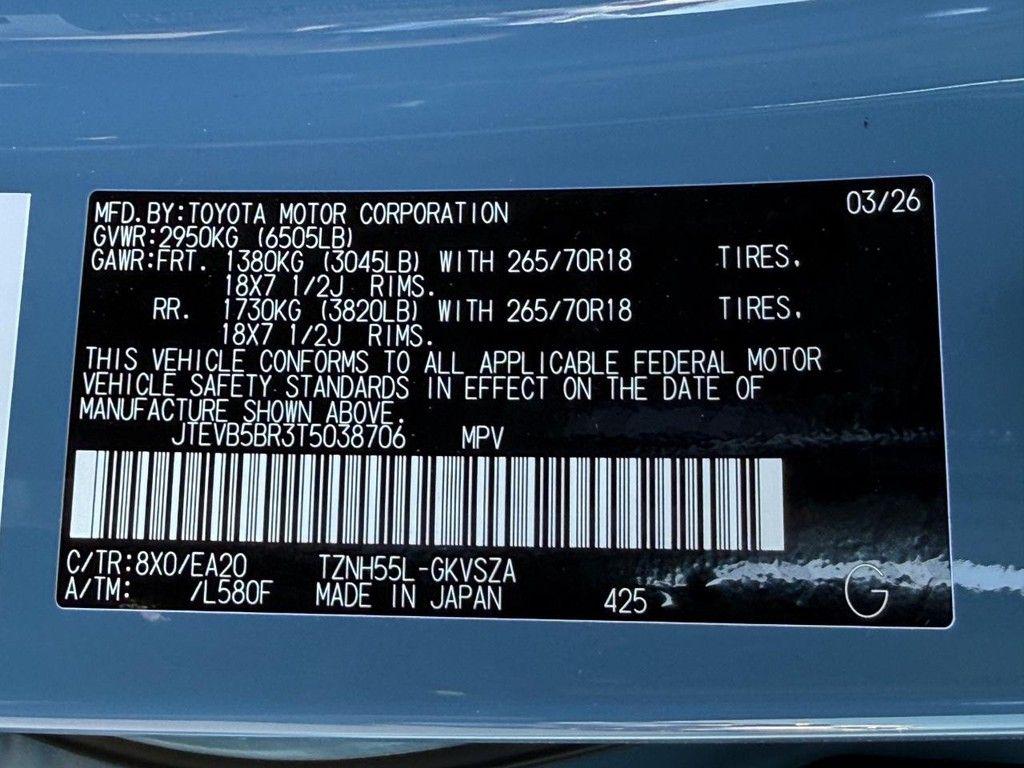 MFD.BY:TOYOTA MOTOR CORPORATION 03/26
GVWR:2950KG (6505LB)
GAWR:FRT. 1380KG (3045LB) WITH 265/70R18 TIRES.
18X7 1/2J RIMS.
RR. 1730KG (3820LB) WITH 265/70R18 TIRES.
18X7 1/2J RIMS.
THIS VEHICLE CONFORMS TO ALL APPLICABLE FEDERAL MOTOR
VEHICLE SAFETY STANDARDS IN EFFECT ON THE DATE OF
MANUFACTURE SHOWN ABOVE.
JTEVB5BR3T5038706 MPV
C/TR:8X0/EA20 TZNH55L-GKVSZA
A/TM: /L580F MADE IN JAPAN 425 G